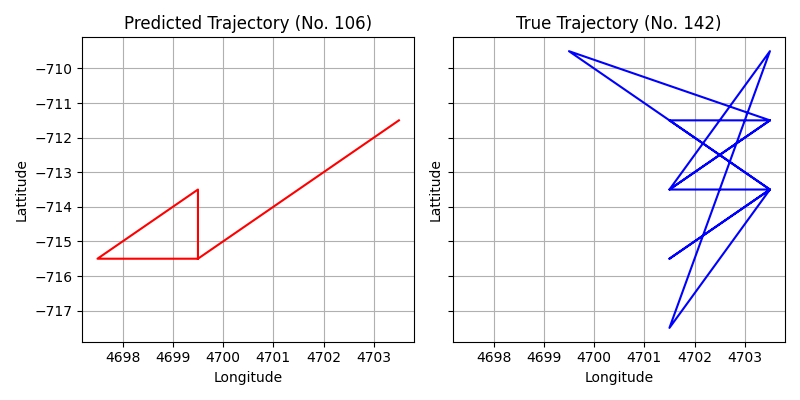 Predicted Trajectory (No. 106)
True Trajectory (No. 142)
−710
−711
−712
−713
−714
−715
−716
−717
Lattitude
Lattitude
4698 4699 4700 4701 4702 4703
4698 4699 4700 4701 4702 4703
Longitude
Longitude